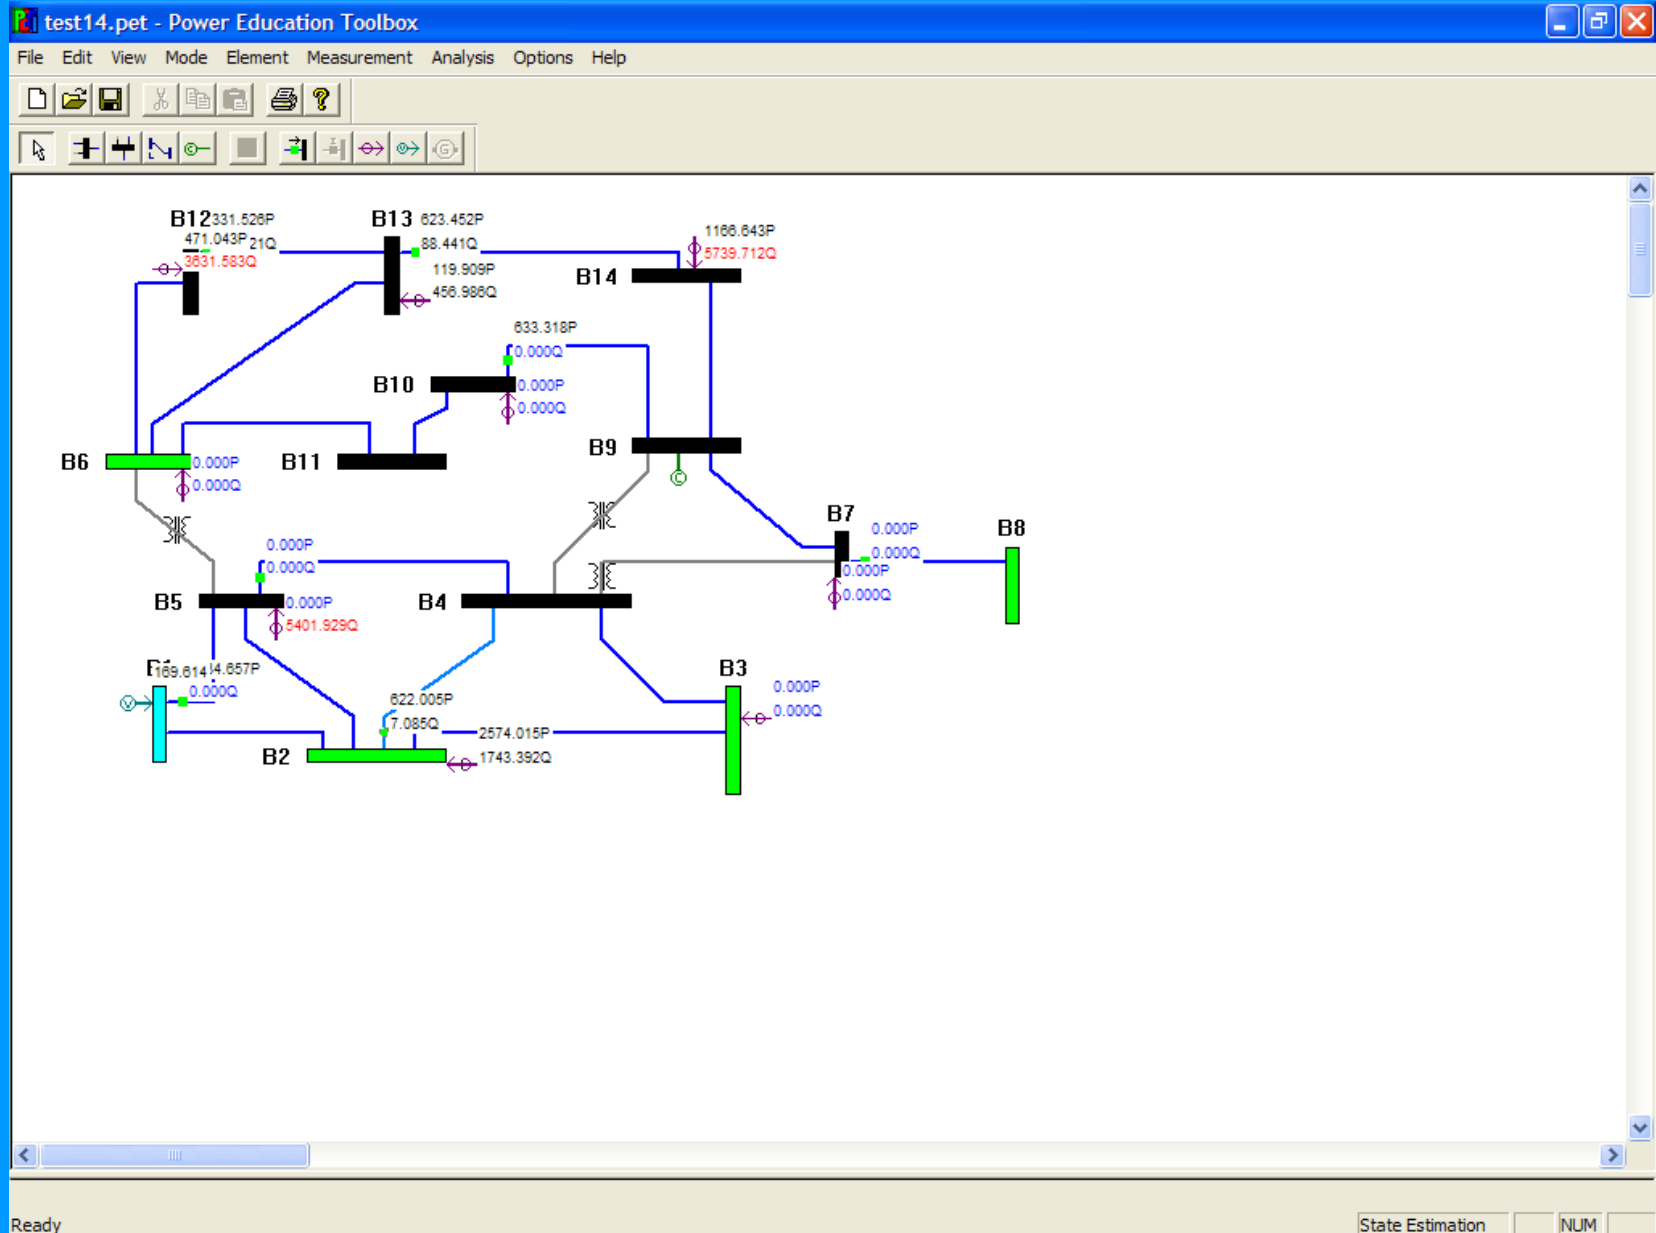 test14.pet - Power Education Toolbox
File Edit View Mode Element Measurement Analysis Options Help
B12 331.526P
471.043P 21Q
3631.583Q
B13 623.452P
88.441Q
119.909P
456.986Q
1166.643P
5739.712Q
B14
633.318P
0.000Q
B10 0.000P
0.000Q
B9
B6 0.000P
0.000Q
B11
B7 0.000P
0.000Q
0.000P
0.000Q
B8
0.000P
0.000Q
B5 0.000P
5401.929Q
B4
169.614 4.657P
0.000Q
B3 0.000P
0.000Q
622.005P
7.085Q
B2 2574.015P
1743.392Q
Ready State Estimation NUM